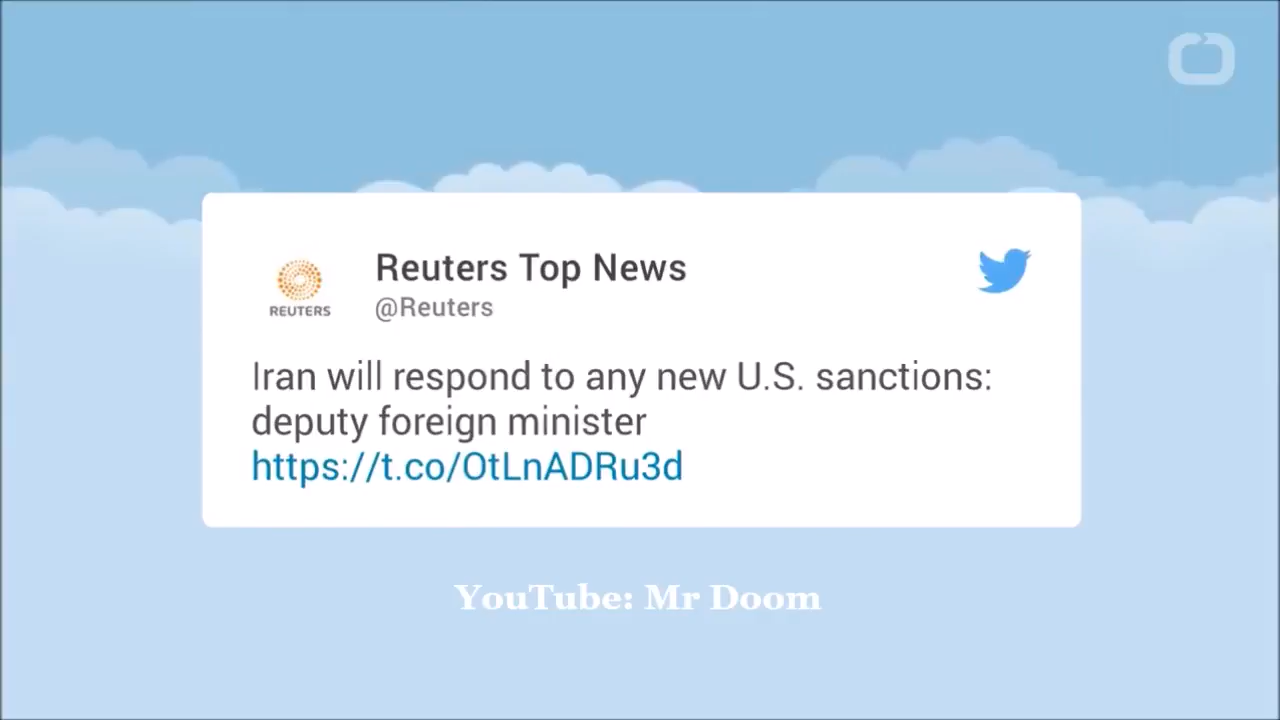 REUTERS
Reuters Top News
@Reuters
Iran will respond to any new U.S. sanctions:
deputy foreign minister
https://t.co/OtLnADRu3d
YouTube: Mr Doom